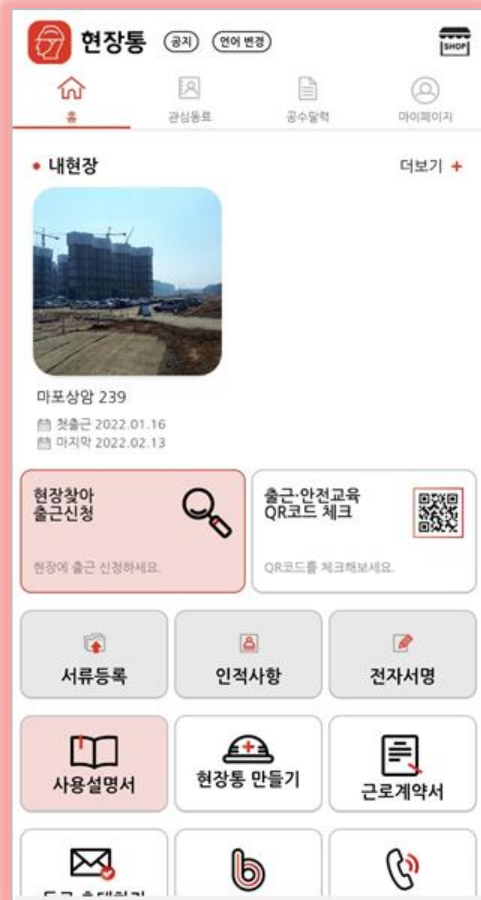 현장통
공지
언어 변경
SHOP
홈
관심동료
공수달력
마이페이지
• 내현장
더보기 +
마포상암 239
첫출근 2022.01.16
마지막 2022.02.13
현장찾아
출근신청
현장에 출근 신청하세요.
출근·안전교육
QR코드 체크
QR코드를 체크해보세요.
서류등록
인적사항
전자서명
사용설명서
현장통 만들기
근로계약서